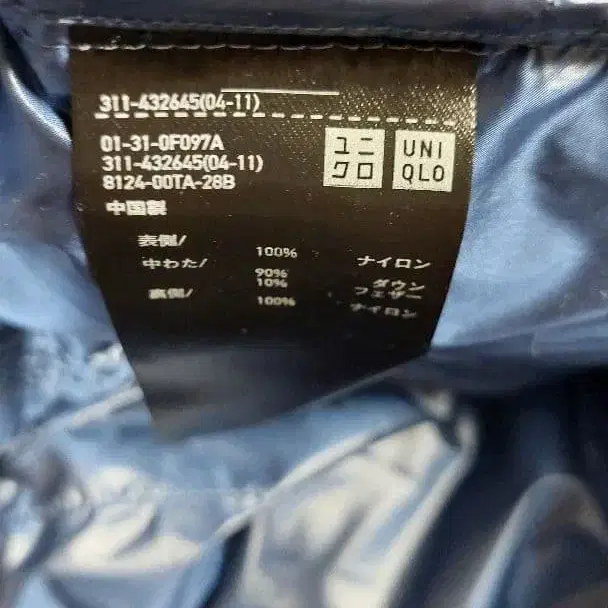 311-432645(04-11)
01-31-0F097A
311-432645(04-11)
8124-00TA-28B
中国製
ユニ
クロ
UNI
QLO
表側/ 100% ナイロン
中わた/ 90% ダウン
10% フェザー
裏側/ 100% ナイロン